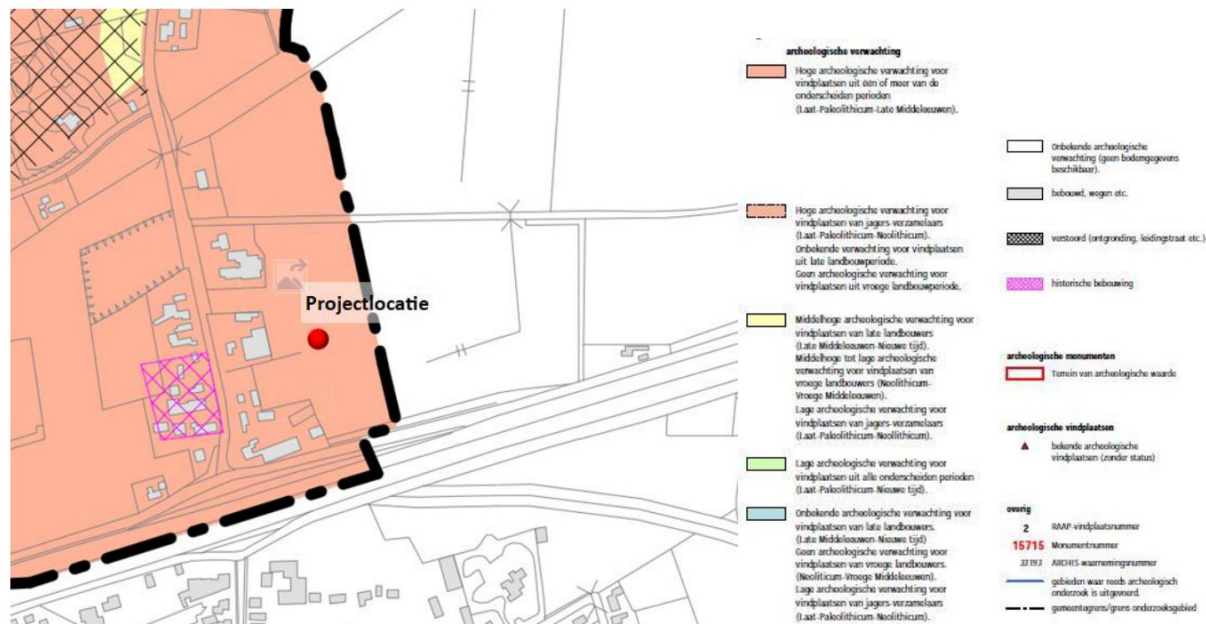 Projectlocatie
archeologische verwachting
Hoge archeologische verwachting voor
vindplaatsen uit één of meer van de
onderscheiden perioden
(Laat-Paleolithicum-Late Middeleeuwen).
Hoge archeologische verwachting voor
vindplaatsen van jagers-verzamelaars
(Laat-Paleolithicum-Neolithicum).
Onbekende verwachting voor vindplaatsen
uit late landbouwperiode.
Geen archeologische verwachting voor
vindplaatsen uit vroege landbouwperiode.
Middelhoge archeologische verwachting voor
vindplaatsen van late landbouwers
(Late Middeleeuwen-Nieuwe tijd).
Middelhoge tot lage archeologische
verwachting voor vindplaatsen van
vroege landbouwers (Neolithicum-
Vroege Middeleeuwen).
Lage archeologische verwachting voor
vindplaatsen van jagers-verzamelaars
(Laat-Paleolithicum-Neolithicum).
Lage archeologische verwachting voor
vindplaatsen uit alle onderscheiden perioden
(Laat-Paleolithicum-Nieuwe tijd).
Onbekende archeologische verwachting voor
vindplaatsen van late landbouwers.
(Late Middeleeuwen-Nieuwe tijd)
Geen archeologische verwachting voor
vindplaatsen van vroege landbouwers.
(Neoliticum-Vroege Middeleeuwen).
Lage archeologische verwachting voor
vindplaatsen van jagers-verzamelaars
(Laat-Paleolithicum-Neolithicum).
Onbekende archeologische
verwachting (geen bodemgegevens
beschikbaar).
bebouwd, wegen etc.
verstoord (ontgronding, leidingstraat etc.)
historische bebouwing
archeologische monumenten
Terrein van archeologische waarde
archeologische vindplaatsen
bekende archeologische
vindplaatsen (zonder status)
overig
2 RAAP-vindplaatsnummer
15715 Monumentnummer
33193 ARCHIS-waarnemingsnummer
gebieden waar reeds archeologisch
onderzoek is uitgevoerd.
gemeentegrens/grens onderzoeksgebied